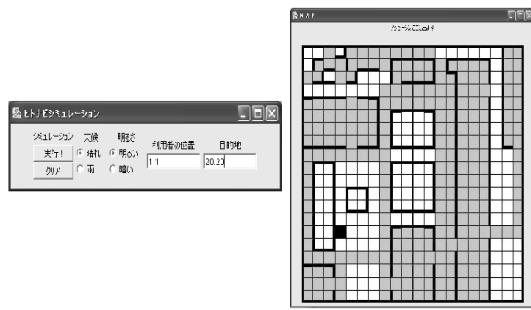 ヒトナビシミュレーション
シミュレーション 天候 明るさ 利用者の位置 目的地
実行! 晴れ 明るい 1,1 20,20
クリア 雨 暗い
MAP